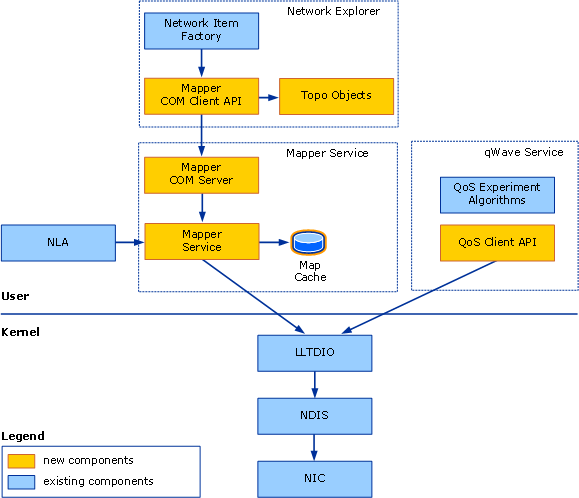 Network Explorer
Network Item
Factory
Mapper
COM Client API
Topo Objects
Mapper Service
qWave Service
Mapper
COM Server
QoS Experiment
Algorithms
NLA
Mapper
Service
Map
Cache
QoS Client API
User
Kernel
LLTDIO
NDIS
NIC
Legend
new components
existing components